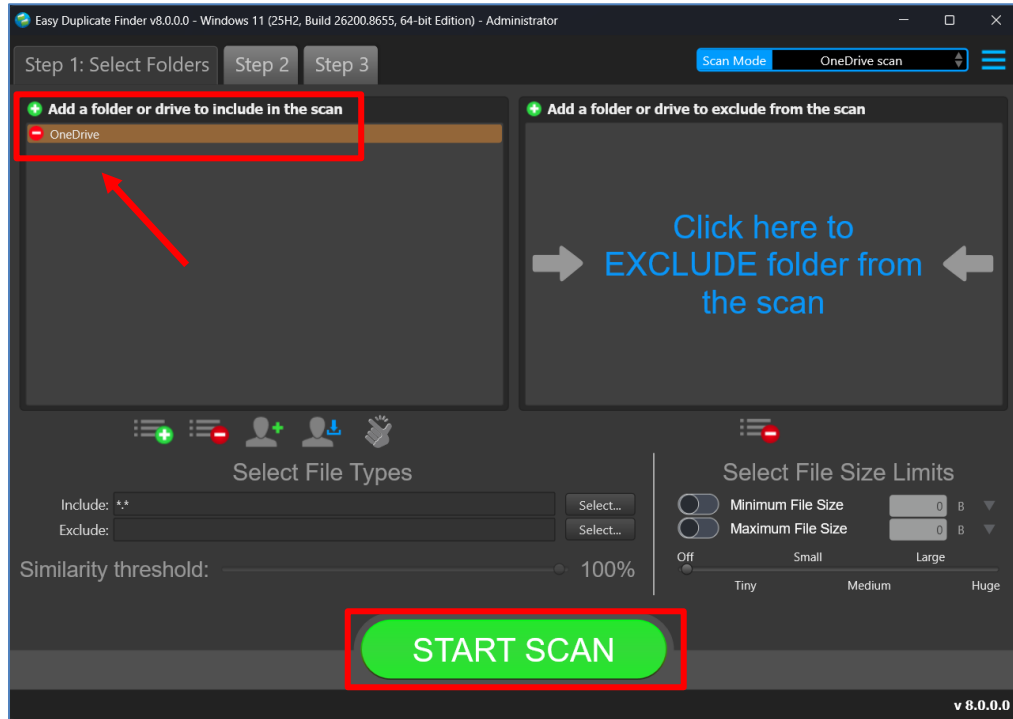 Easy Duplicate Finder v8.0.0.0 - Windows 11 (25H2, Build 26200.8655, 64-bit Edition) - Administrator
Step 1: Select Folders Step 2 Step 3
Scan Mode OneDrive scan
Add a folder or drive to include in the scan
OneDrive
Add a folder or drive to exclude from the scan
Click here to
EXCLUDE folder from
the scan
Select File Types
Include: *.* Select...
Exclude: Select...
Similarity threshold: 100%
Select File Size Limits
Minimum File Size 0 B
Maximum File Size 0 B
Off Small Large
Tiny Medium Huge
START SCAN
v 8.0.0.0